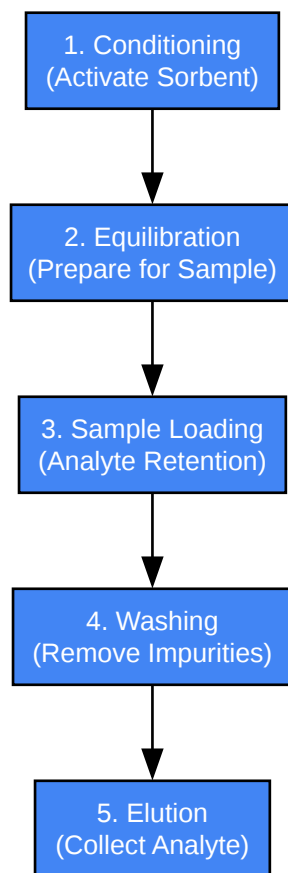 1. Conditioning
(Activate Sorbent)
2. Equilibration
(Prepare for Sample)
3. Sample Loading
(Analyte Retention)
4. Washing
(Remove Impurities)
5. Elution
(Collect Analyte)